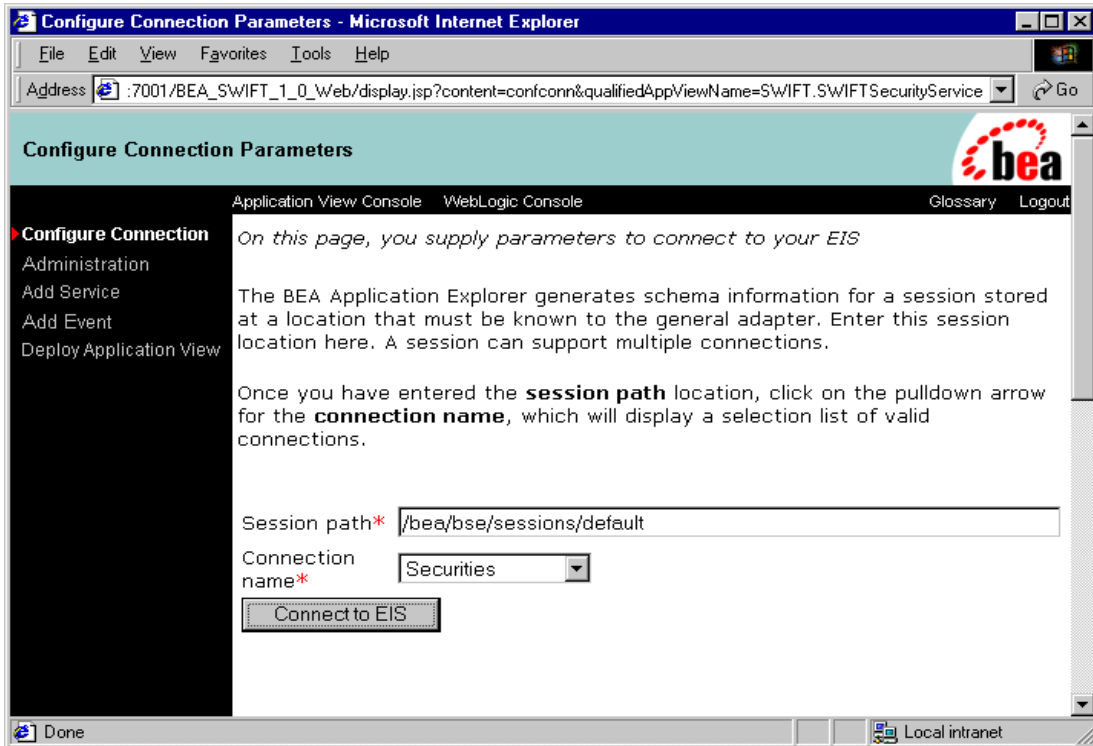 Configure Connection Parameters - Microsoft Internet Explorer
File Edit View Favorites Tools Help
Address :7001/BEA_SWIFT_1_0_Web/display.jsp?content=confconn&qualifiedAppViewName=SWIFT.SWIFTSecurityService Go
Configure Connection Parameters
bea
Application View Console WebLogic Console Glossary Logout
Configure Connection
Administration
Add Service
Add Event
Deploy Application View
On this page, you supply parameters to connect to your EIS
The BEA Application Explorer generates schema information for a session stored
at a location that must be known to the general adapter. Enter this session
location here. A session can support multiple connections.
Once you have entered the session path location, click on the pulldown arrow
for the connection name, which will display a selection list of valid
connections.
Session path* /bea/bse/sessions/default
Connection
name* Securities
Connect to EIS
Done Local intranet